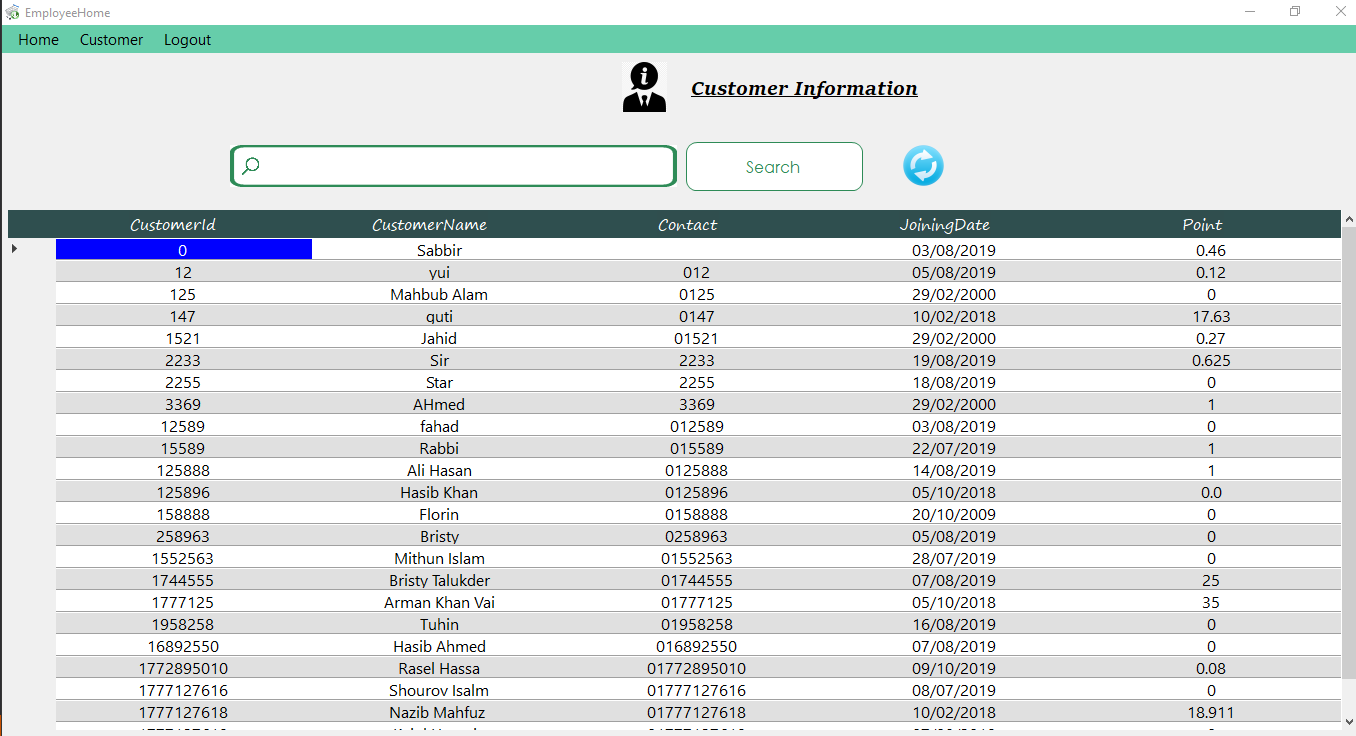 EmployeeHome
Home Customer Logout
Customer Information
Search
CustomerId CustomerName Contact JoiningDate Point
0 Sabbir 03/08/2019 0.46
12 yui 012 05/08/2019 0.12
125 Mahbub Alam 0125 29/02/2000 0
147 guti 0147 10/02/2018 17.63
1521 Jahid 01521 29/02/2000 0.27
2233 Sir 2233 19/08/2019 0.625
2255 Star 2255 18/08/2019 0
3369 AHmed 3369 29/02/2000 1
12589 fahad 012589 03/08/2019 0
15589 Rabbi 015589 22/07/2019 1
125888 Ali Hasan 0125888 14/08/2019 1
125896 Hasib Khan 0125896 05/10/2018 0.0
158888 Florin 0158888 20/10/2009 0
258963 Bristy 0258963 05/08/2019 0
1552563 Mithun Islam 01552563 28/07/2019 0
1744555 Bristy Talukder 01744555 07/08/2019 25
1777125 Arman Khan Vai 01777125 05/10/2018 35
1958258 Tuhin 01958258 16/08/2019 0
16892550 Hasib Ahmed 016892550 07/08/2019 0
1772895010 Rasel Hassa 01772895010 09/10/2019 0.08
1777127616 Shourov Isalm 01777127616 08/07/2019 0
1777127618 Nazib Mahfuz 01777127618 10/02/2018 18.911